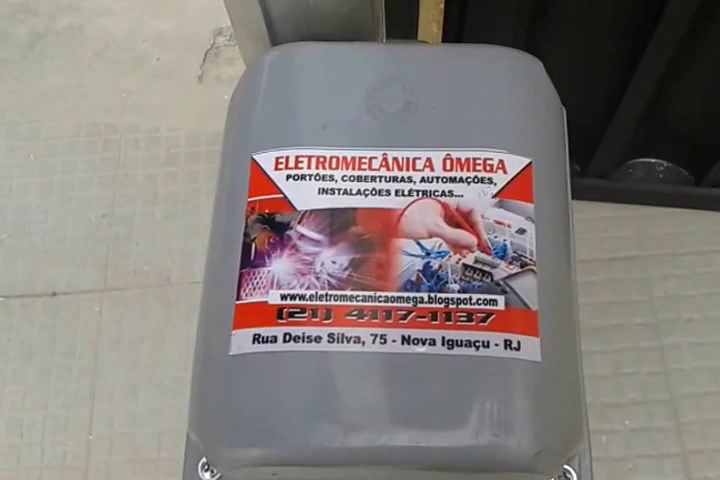 ELETROMECÂNICA ÔMEGA
PORTÕES, COBERTURAS, AUTOMAÇÕES,
INSTALAÇÕES ELÉTRICAS...
www.eletromecanicaomega.blogspot.com
(21) 4117-1137
Rua Deise Silva, 75 - Nova Iguaçu - RJ